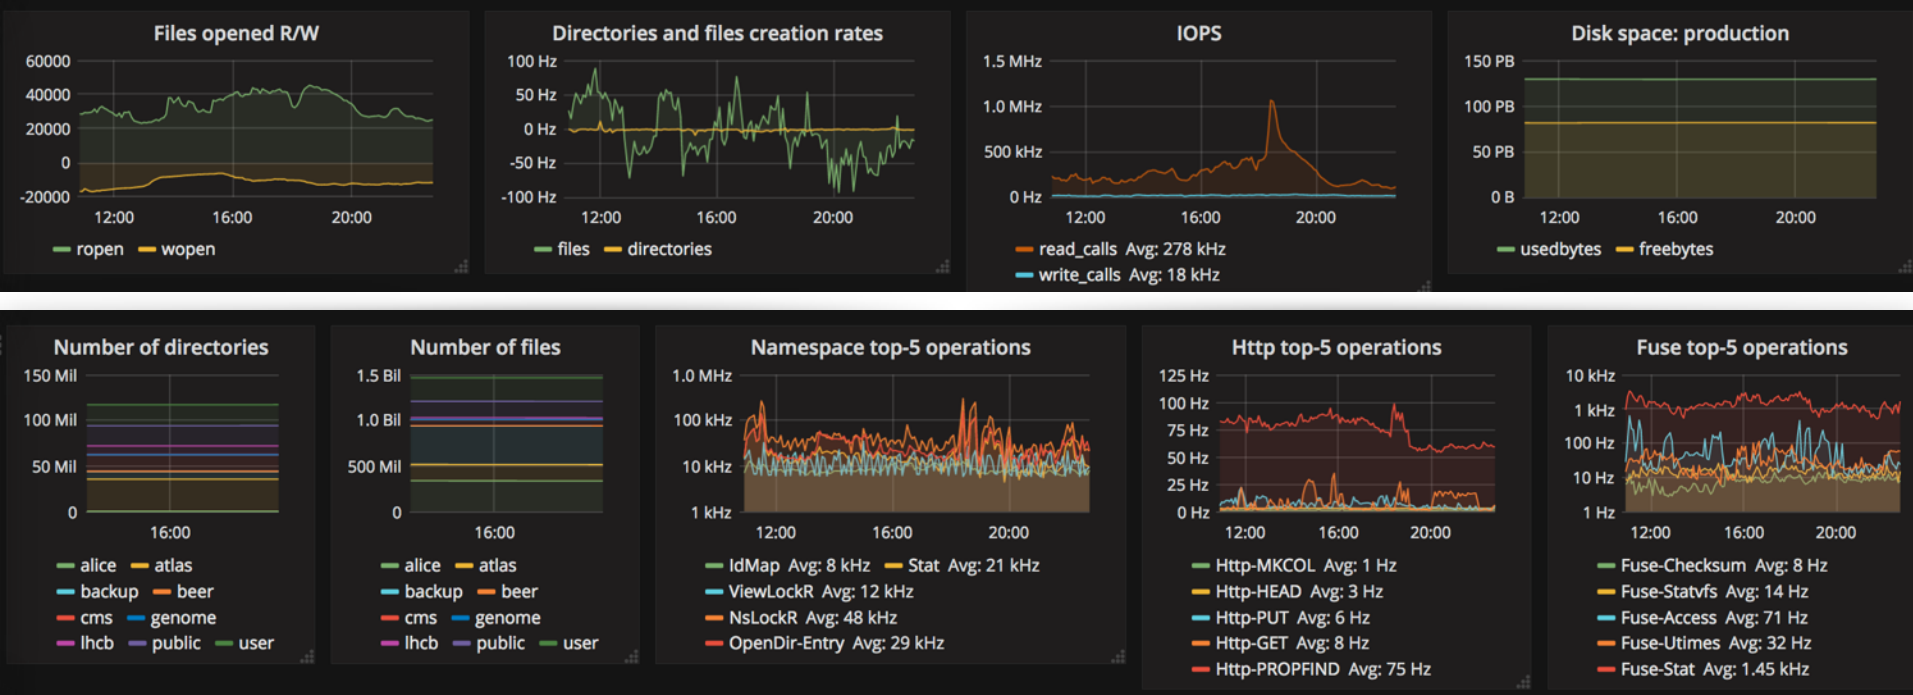 Files opened R/W
60000
40000
20000
0
-20000
12:00 16:00 20:00
ropen wopen
Directories and files creation rates
100 Hz
50 Hz
0 Hz
-50 Hz
-100 Hz
12:00 16:00 20:00
files directories
IOPS
1.5 MHz
1.0 MHz
500 kHz
0 Hz
12:00 16:00 20:00
read_calls Avg: 278 kHz
write_calls Avg: 18 kHz
Disk space: production
150 PB
100 PB
50 PB
0 B
12:00 16:00 20:00
usedbytes freebytes
Number of directories
150 Mil
100 Mil
50 Mil
0
16:00
alice atlas
backup beer
cms genome
lhcb public user
Number of files
1.5 Bil
1.0 Bil
500 Mil
0
16:00
alice atlas
backup beer
cms genome
lhcb public user
Namespace top-5 operations
1.0 MHz
100 kHz
10 kHz
1 kHz
12:00 16:00 20:00
IdMap Avg: 8 kHz Stat Avg: 21 kHz
ViewLockR Avg: 12 kHz
NsLockR Avg: 48 kHz
OpenDir-Entry Avg: 29 kHz
Http top-5 operations
125 Hz
100 Hz
75 Hz
50 Hz
25 Hz
0 Hz
12:00 16:00 20:00
Http-MKCOL Avg: 1 Hz
Http-HEAD Avg: 3 Hz
Http-PUT Avg: 6 Hz
Http-GET Avg: 8 Hz
Http-PROPFIND Avg: 75 Hz
Fuse top-5 operations
10 kHz
1 kHz
100 Hz
10 Hz
1 Hz
12:00 16:00 20:00
Fuse-Checksum Avg: 8 Hz
Fuse-Statvfs Avg: 14 Hz
Fuse-Access Avg: 71 Hz
Fuse-Utimes Avg: 32 Hz
Fuse-Stat Avg: 1.45 kHz